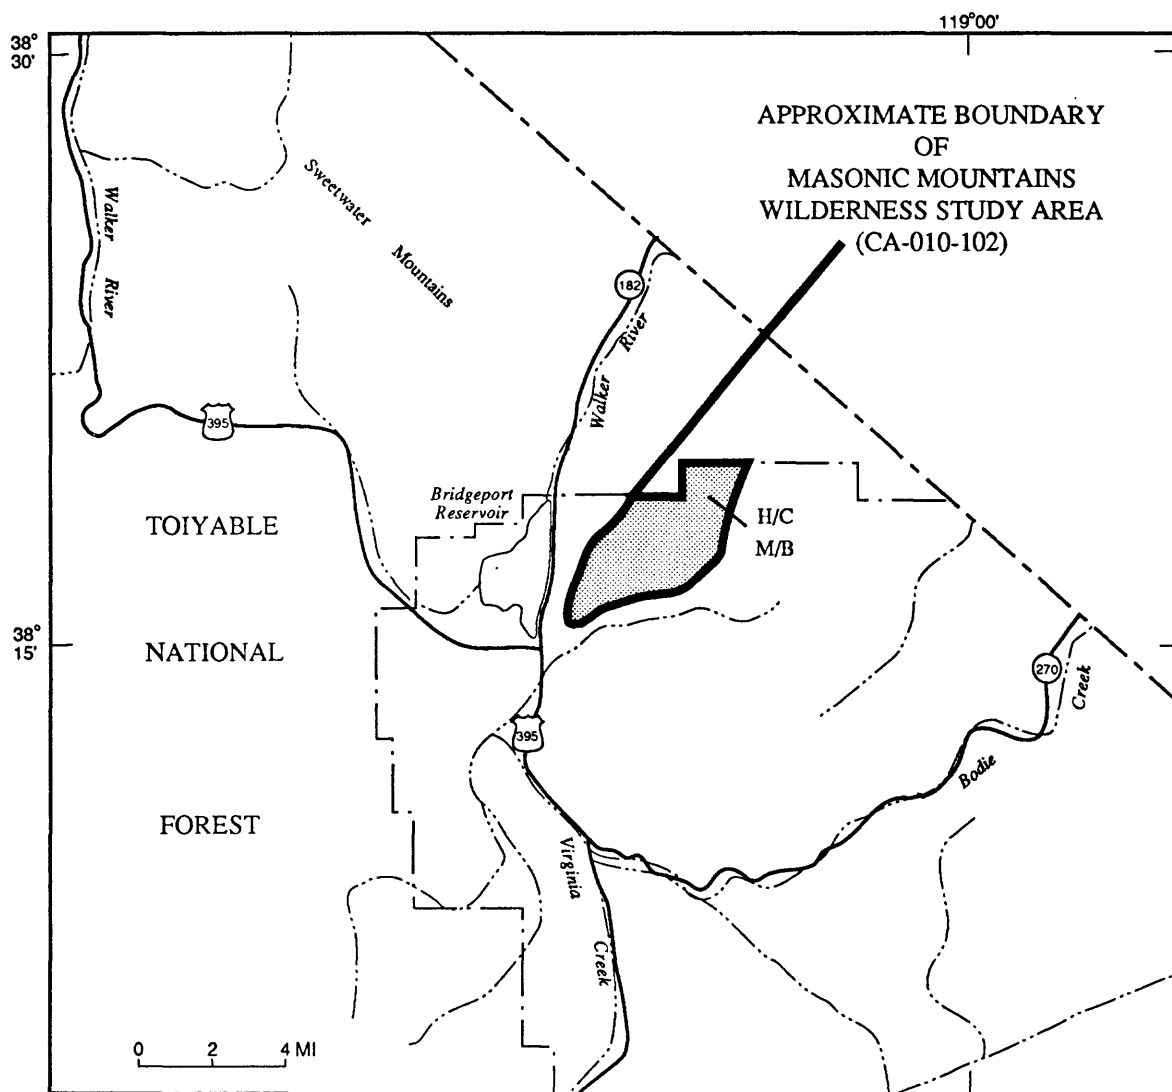 119°00'
38°
30'
APPROXIMATE BOUNDARY
OF
MASONIC MOUNTAINS
WILDERNESS STUDY AREA
(CA-010-102)
Sweetwater
Mountains
Walker
River
182
River
Walker
395
Bridgeport
Reservoir
H/C
M/B
TOIYABLE
38°
15'
NATIONAL
270
Creek
395
Bodie
FOREST
Virginia
Creek
0 2 4 MI